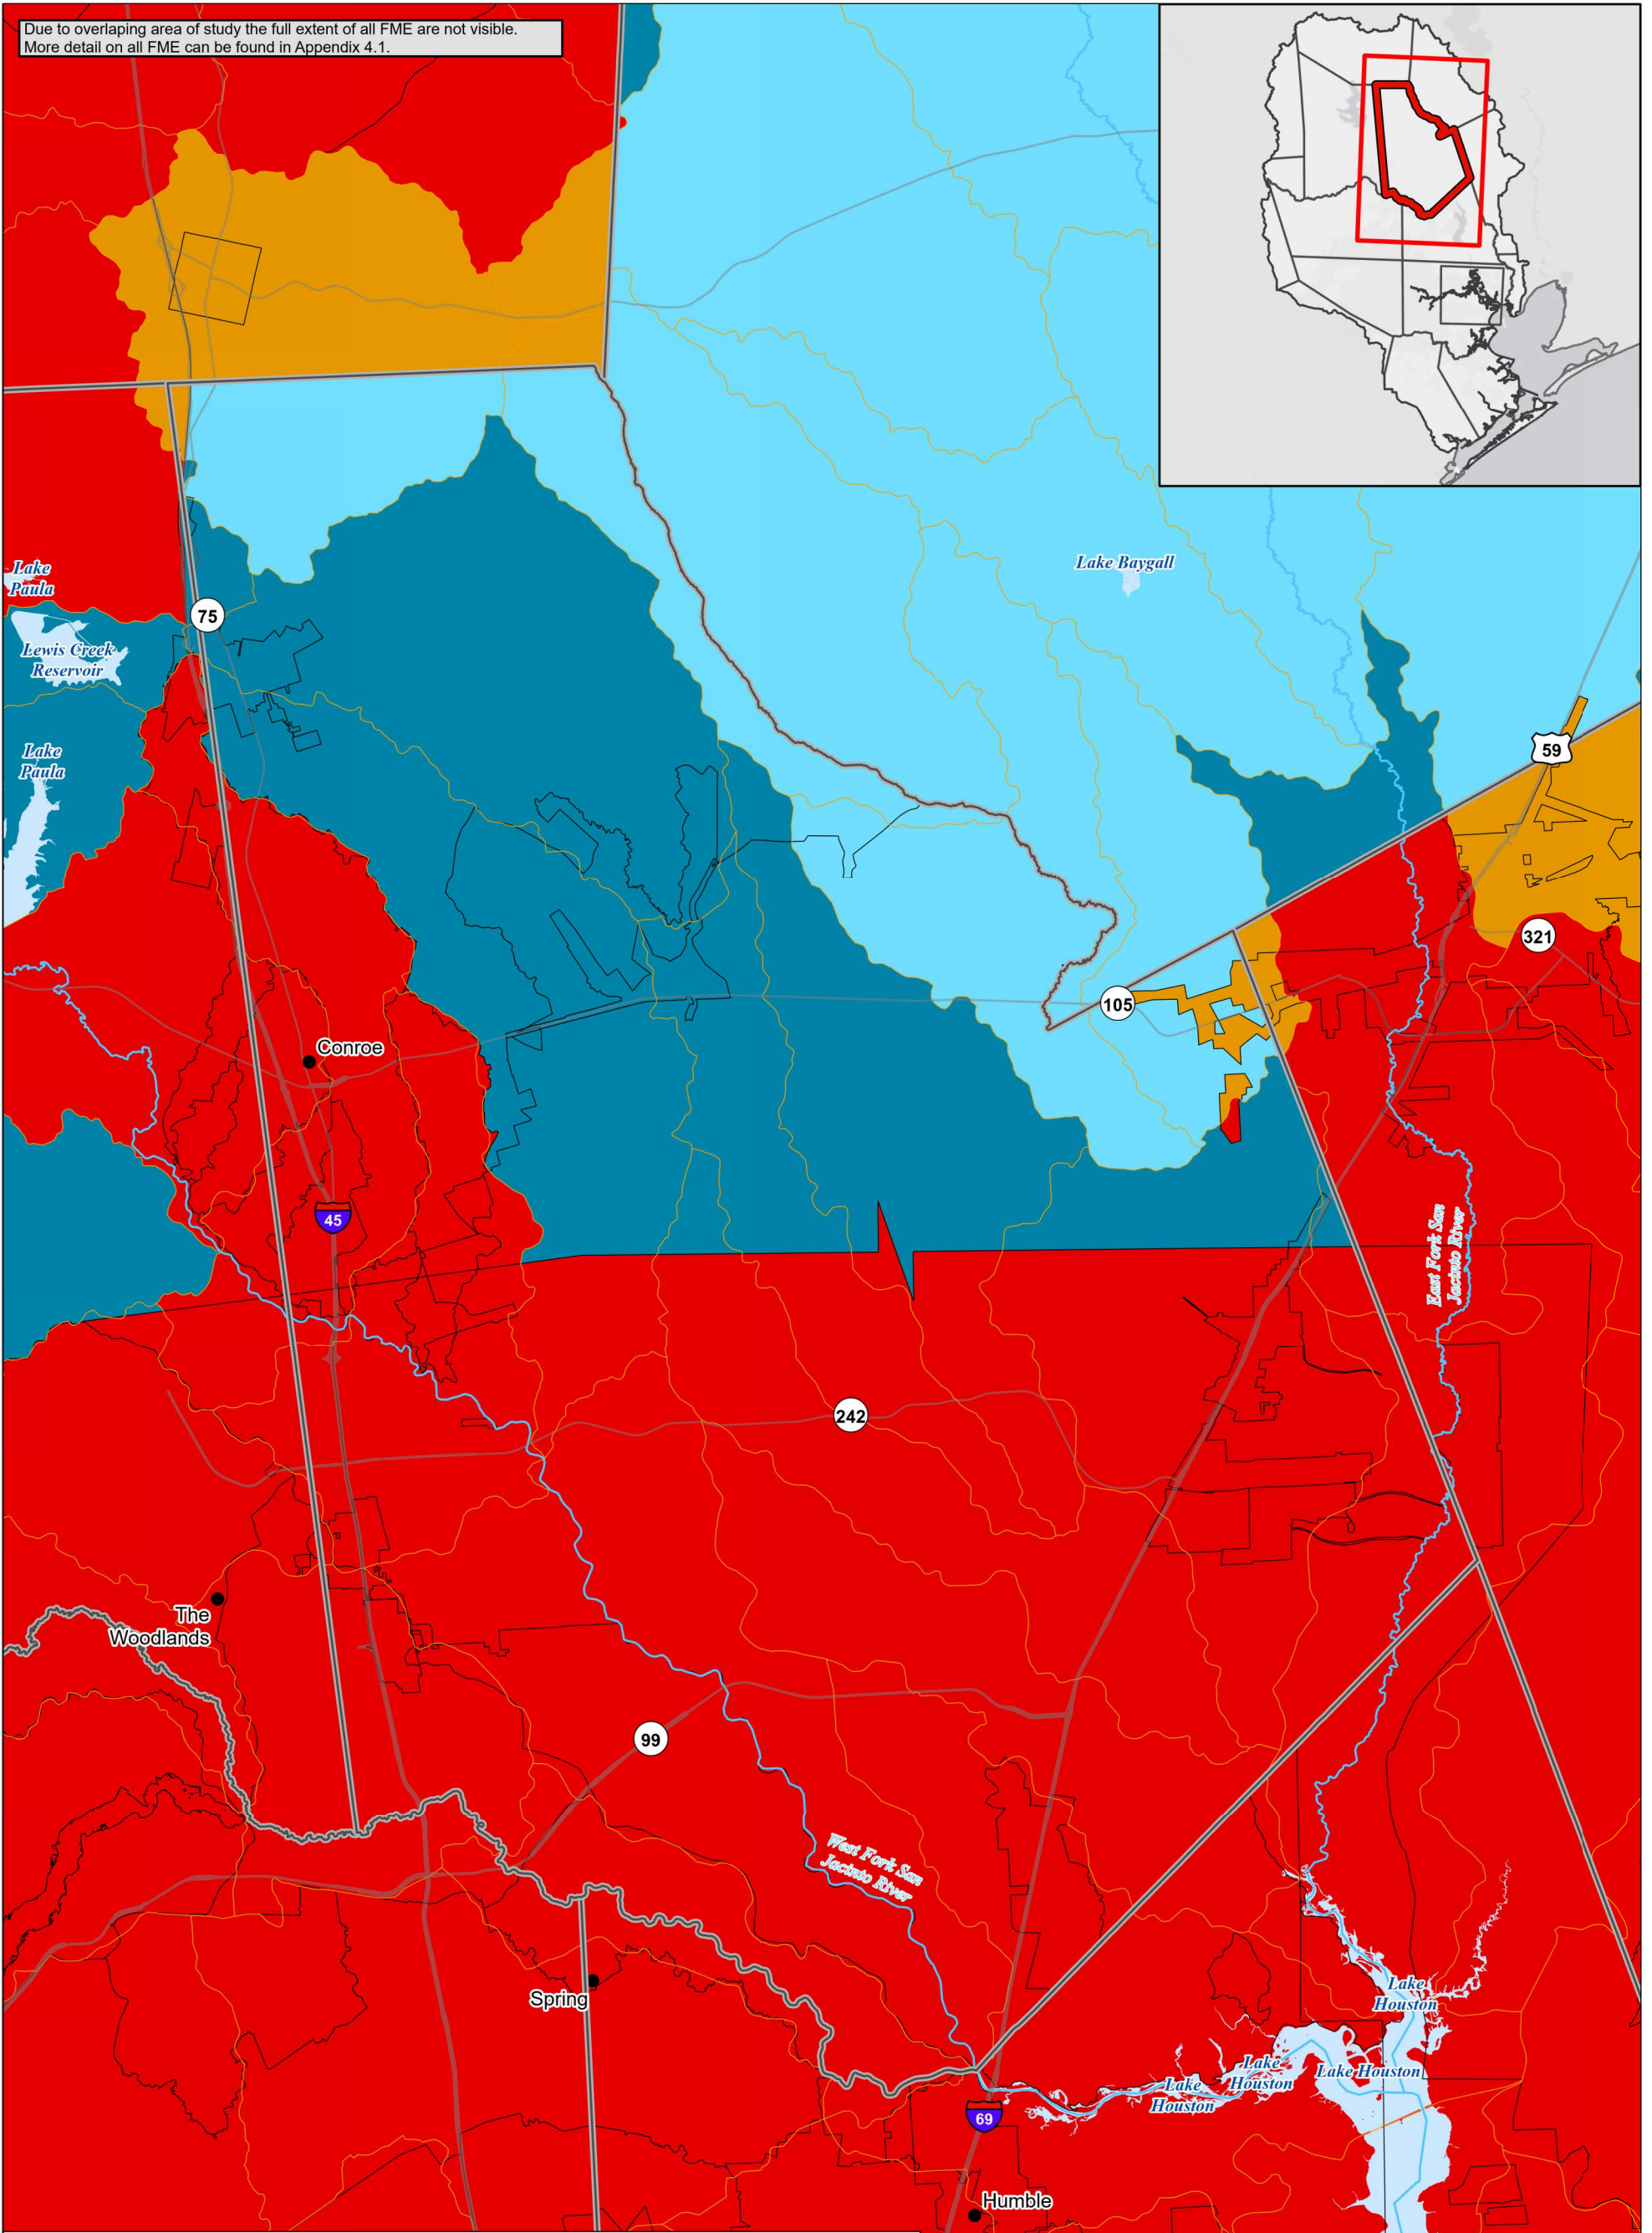 Due to overlaping area of study the full extent of all FME are not visible.
More detail on all FME can be found in Appendix 4.1.
Lake
Paula
Lake Baygall
75
Lewis Creek
Reservoir
Lake
Paula
59
321
105
Conroe
45
East Fork San
Jacinto River
242
The
Woodlands
99
West Fork San
Jacinto River
Spring
Lake
Houston
Lake
Houston
Lake Houston
Lake
Houston
69
Humble